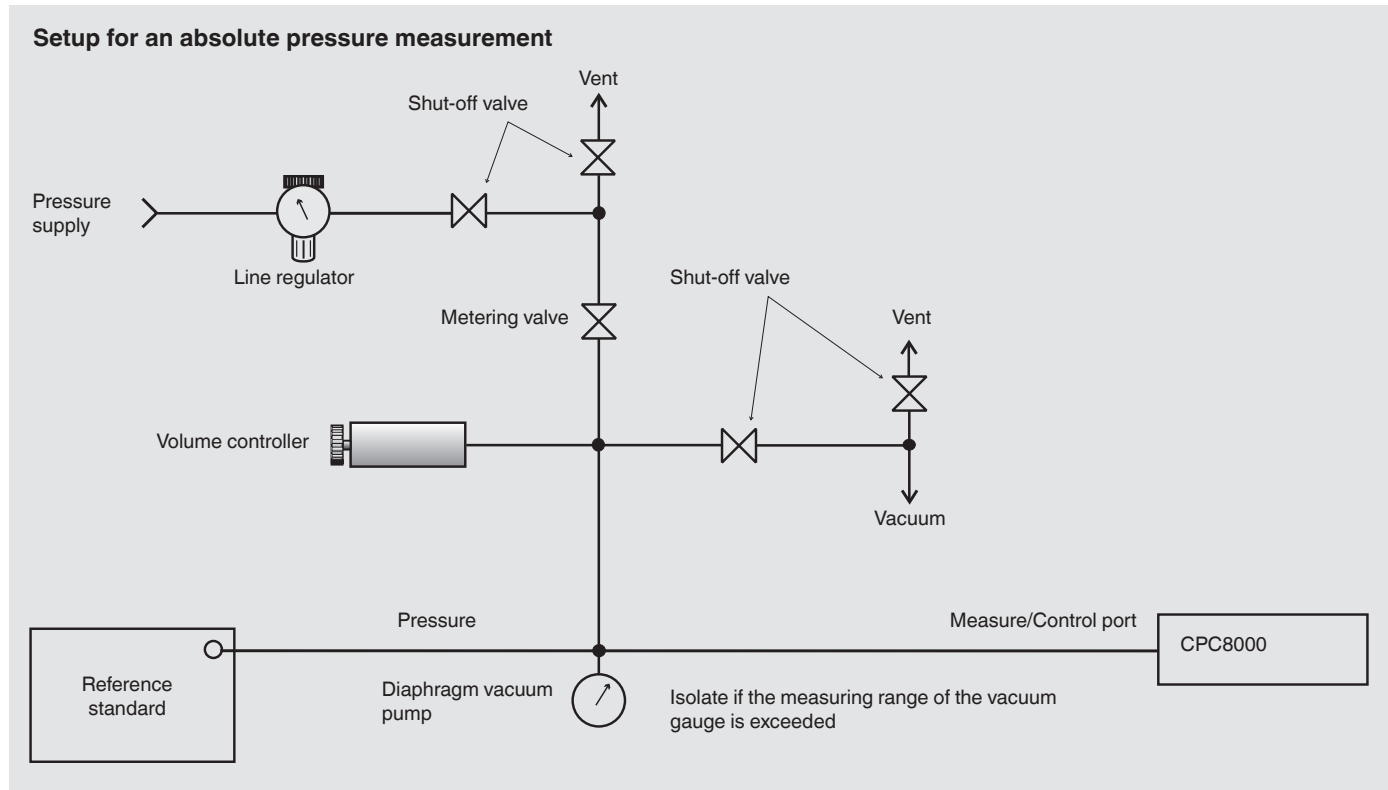 Setup for an absolute pressure measurement
Vent
Shut-off valve
Pressure
supply
Line regulator
Shut-off valve
Metering valve
Vent
Volume controller
Vacuum
Pressure
Measure/Control port
CPC8000
Reference
standard
Diaphragm vacuum
pump
Isolate if the measuring range of the vacuum
gauge is exceeded